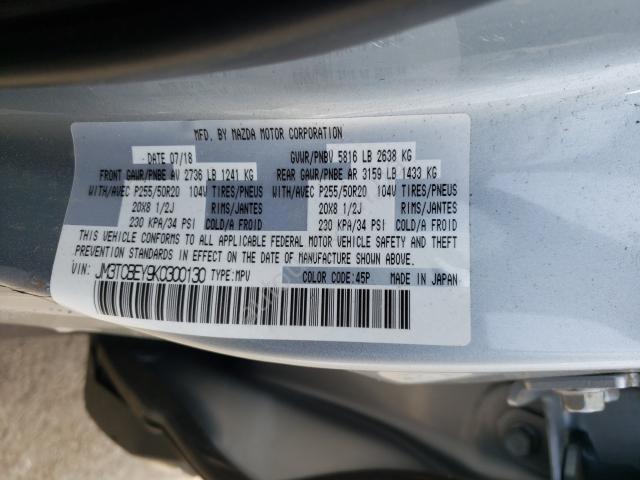 MFD. BY MAZDA MOTOR CORPORATION
DATE 07/18 GVWR/PNBV 5816 LB 2638 KG
FRONT GAWR/PNBE AV 2736 LB 1241 KG REAR GAWR/PNBE AR 3159 LB 1433 KG
WITH/AVEC P255/50R20 104V TIRES/PNEUS WITH/AVEC P255/50R20 104V TIRES/PNEUS
20X8 1/2J RIMS/JANTES 20X8 1/2J RIMS/JANTES
230 KPA/34 PSI COLD/A FROID 230 KPA/34 PSI COLD/A FROID
THIS VEHICLE CONFORMS TO ALL APPLICABLE FEDERAL MOTOR VEHICLE SAFETY AND THEFT
PREVENTION STANDARDS IN EFFECT ON THE DATE OF MANUFACTURE SHOWN ABOVE.
VIN: JM3TCBEY9K0300130 TYPE:MPV COLOR CODE:45P MADE IN JAPAN